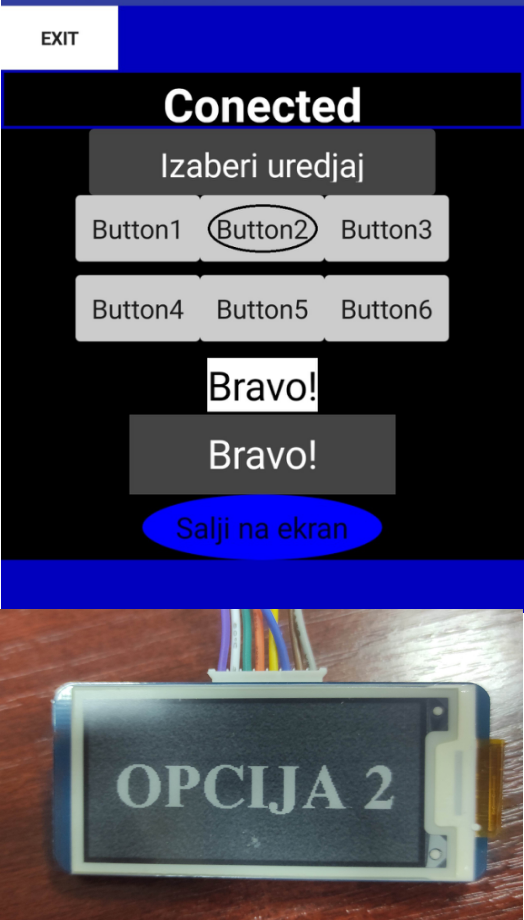 EXIT
Conected
Izaberi uredjaj
Button1 Button2 Button3
Button4 Button5 Button6
Bravo!
Bravo!
Salji na ekran
OPCIJA 2